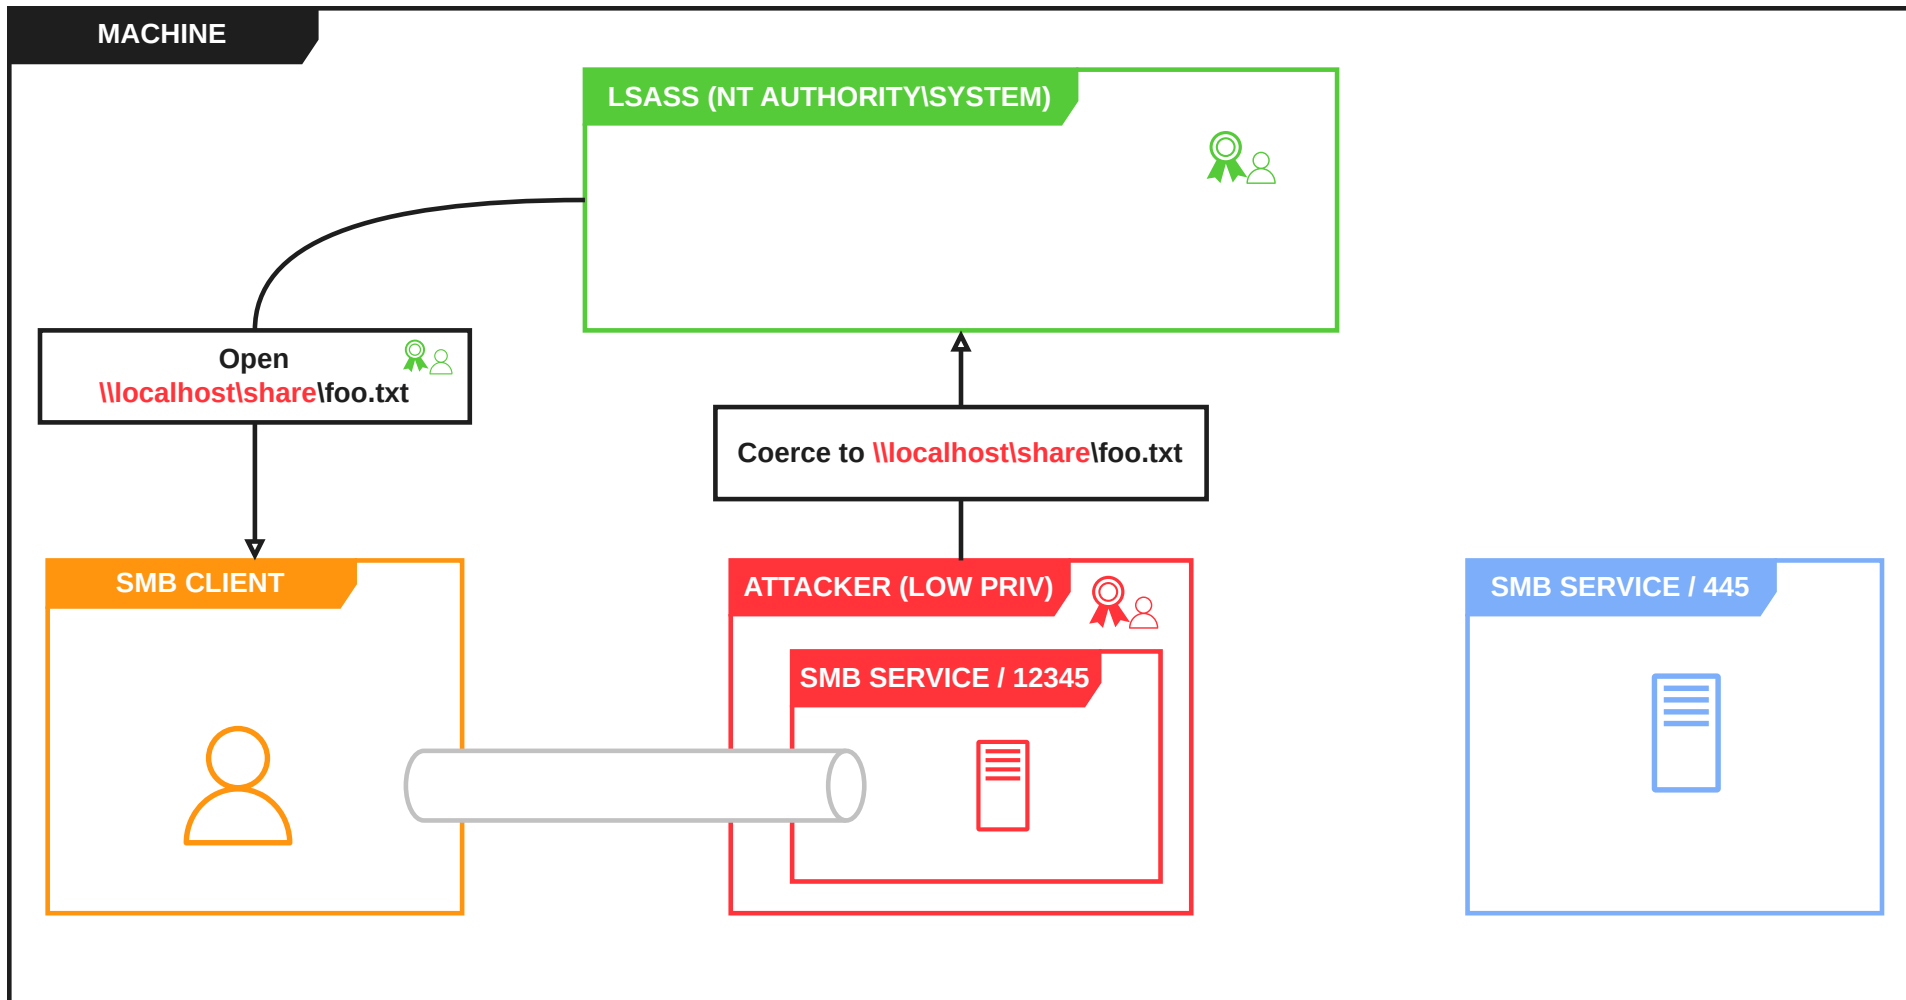 MACHINE
LSASS (NT AUTHORITY\SYSTEM)
Open
\\localhost\share\foo.txt
Coerce to \\localhost\share\foo.txt
SMB CLIENT
ATTACKER (LOW PRIV)
SMB SERVICE / 12345
SMB SERVICE / 445